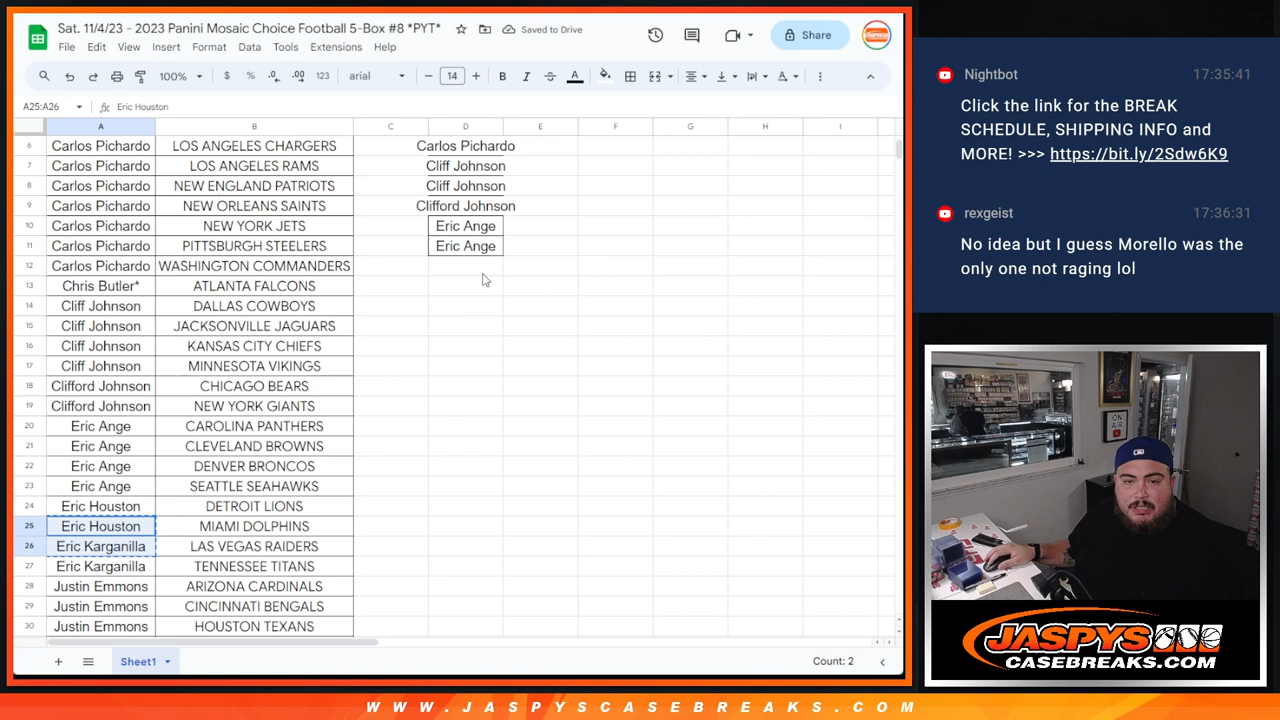 Sat. 11/4/23 - 2023 Panini Mosaic Choice Football 5-Box #8 *PYT*
Saved to Drive
Share
File Edit View Insert Format Data Tools Extensions Help
100% $ % .0 .00 123 arial 14 B I A
A25:A26 fx Eric Houston
A B C D E F G H I
6 Carlos Pichardo LOS ANGELES CHARGERS Carlos Pichardo
7 Carlos Pichardo LOS ANGELES RAMS Cliff Johnson
8 Carlos Pichardo NEW ENGLAND PATRIOTS Cliff Johnson
9 Carlos Pichardo NEW ORLEANS SAINTS Clifford Johnson
10 Carlos Pichardo NEW YORK JETS Eric Ange
11 Carlos Pichardo PITTSBURGH STEELERS Eric Ange
12 Carlos Pichardo WASHINGTON COMMANDERS
13 Chris Butler* ATLANTA FALCONS
14 Cliff Johnson DALLAS COWBOYS
15 Cliff Johnson JACKSONVILLE JAGUARS
16 Cliff Johnson KANSAS CITY CHIEFS
17 Cliff Johnson MINNESOTA VIKINGS
18 Clifford Johnson CHICAGO BEARS
19 Clifford Johnson NEW YORK GIANTS
20 Eric Ange CAROLINA PANTHERS
21 Eric Ange CLEVELAND BROWNS
22 Eric Ange DENVER BRONCOS
23 Eric Ange SEATTLE SEAHAWKS
24 Eric Houston DETROIT LIONS
25 Eric Houston MIAMI DOLPHINS
26 Eric Karganilla LAS VEGAS RAIDERS
27 Eric Karganilla TENNESSEE TITANS
28 Justin Emmons ARIZONA CARDINALS
29 Justin Emmons CINCINNATI BENGALS
30 Justin Emmons HOUSTON TEXANS
Sheet1
Count: 2
Nightbot 17:35:41
Click the link for the BREAK
SCHEDULE, SHIPPING INFO and
MORE! >>> https://bit.ly/2Sdw6K9
rexgeist 17:36:31
No idea but I guess Morello was the
only one not raging lol
ON AIR
JASPYS
CASEBREAKS.COM
WWW.JASPYSCASEBREAKS.COM